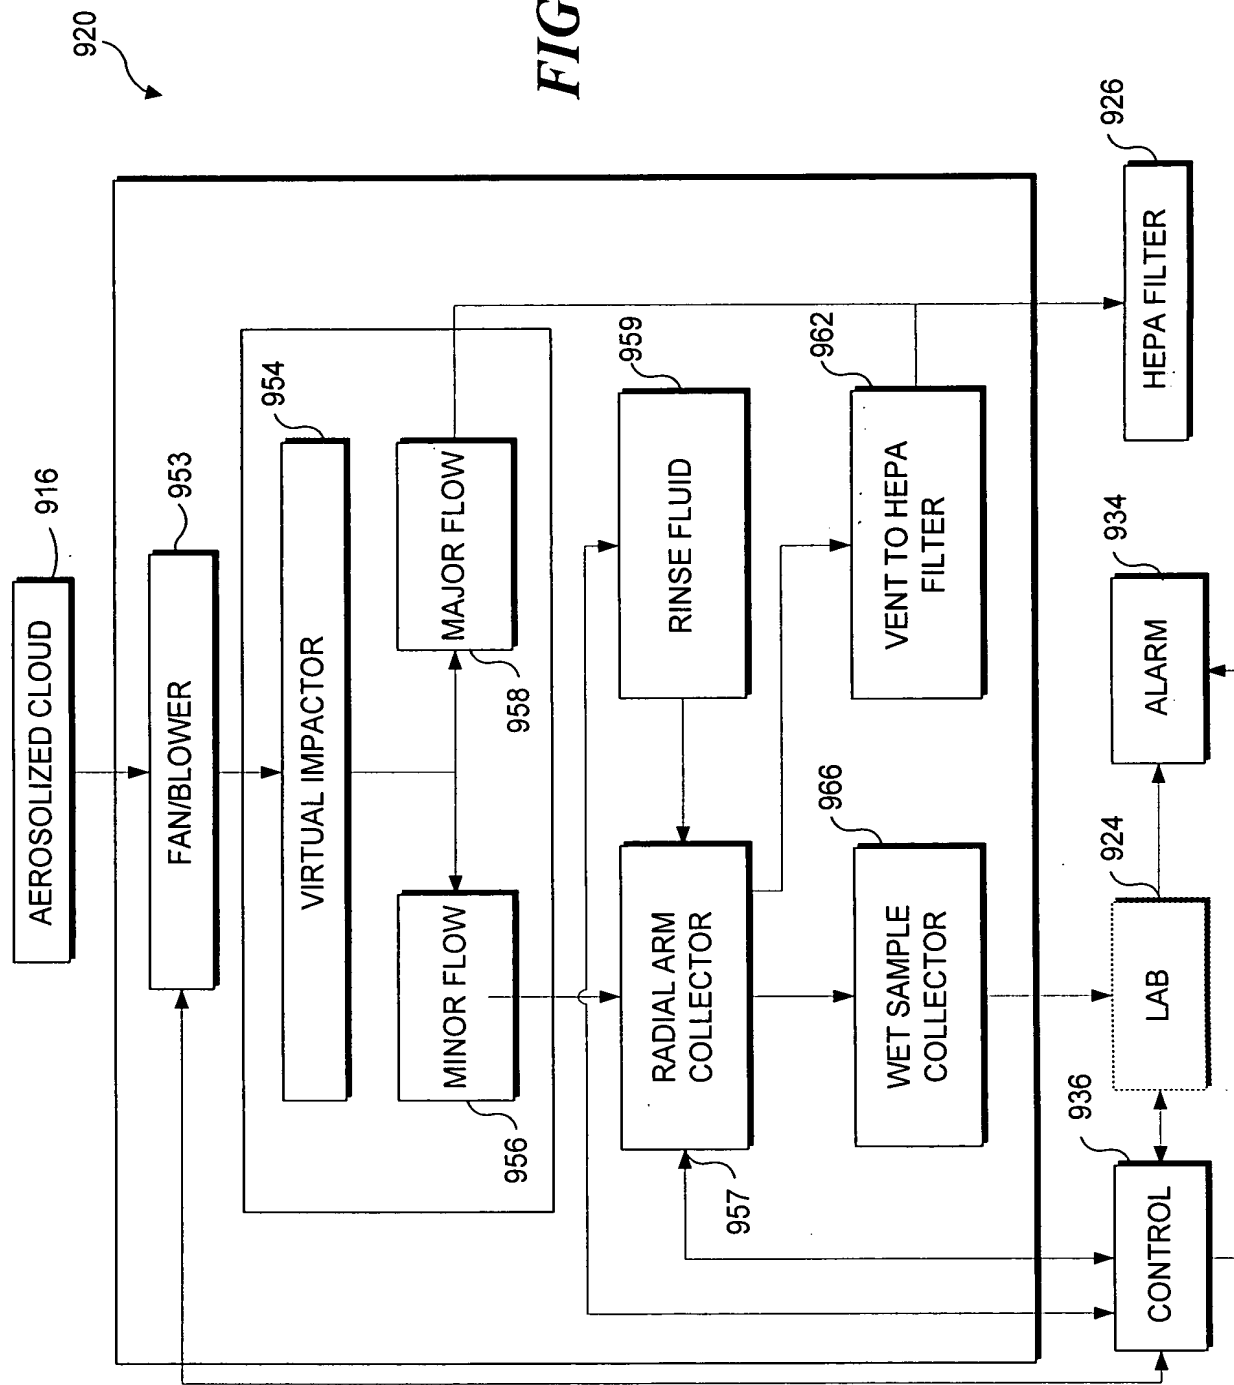 920
FIG
AEROSOLIZED CLOUD
916
FAN/BLOWER
953
VIRTUAL IMPACTOR
954
MINOR FLOW
956
MAJOR FLOW
958
RADIAL ARM
COLLECTOR
957
RINSE FLUID
959
WET SAMPLE
COLLECTOR
966
VENT TO HEPA
FILTER
962
CONTROL
936
LAB
924
ALARM
934
HEPA FILTER
926